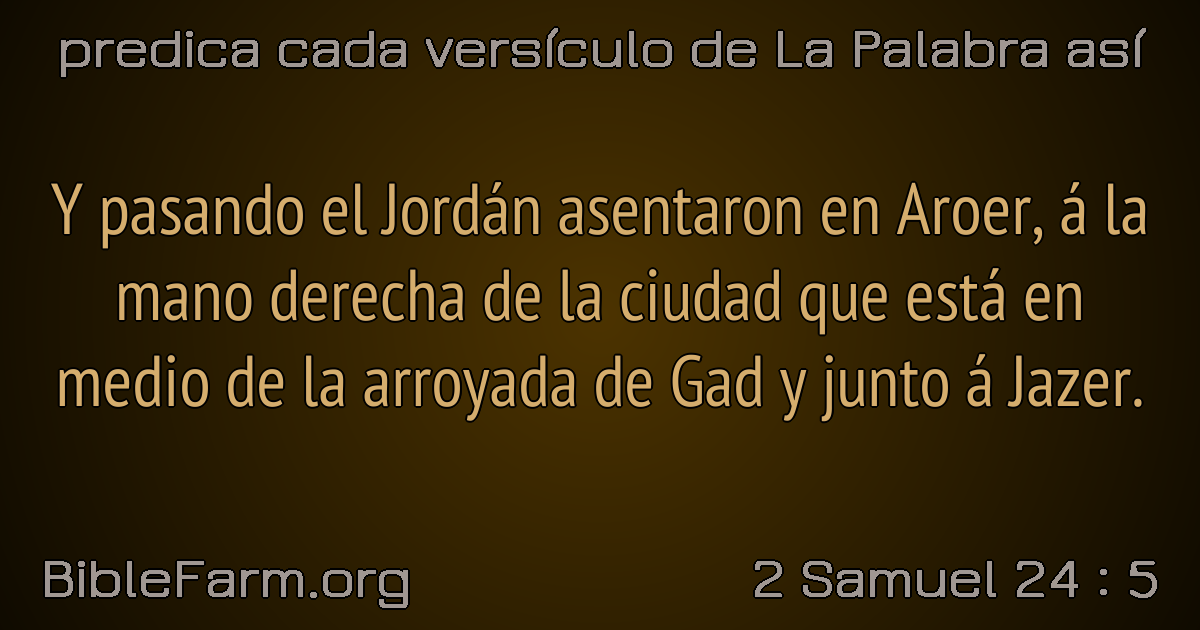 predica cada versículo de La Palabra así
Y pasando el Jordán asentaron en Aroer, á la
mano derecha de la ciudad que está en
medio de la arroyada de Gad y junto á Jazer.
BibleFarm.org
2 Samuel 24 : 5